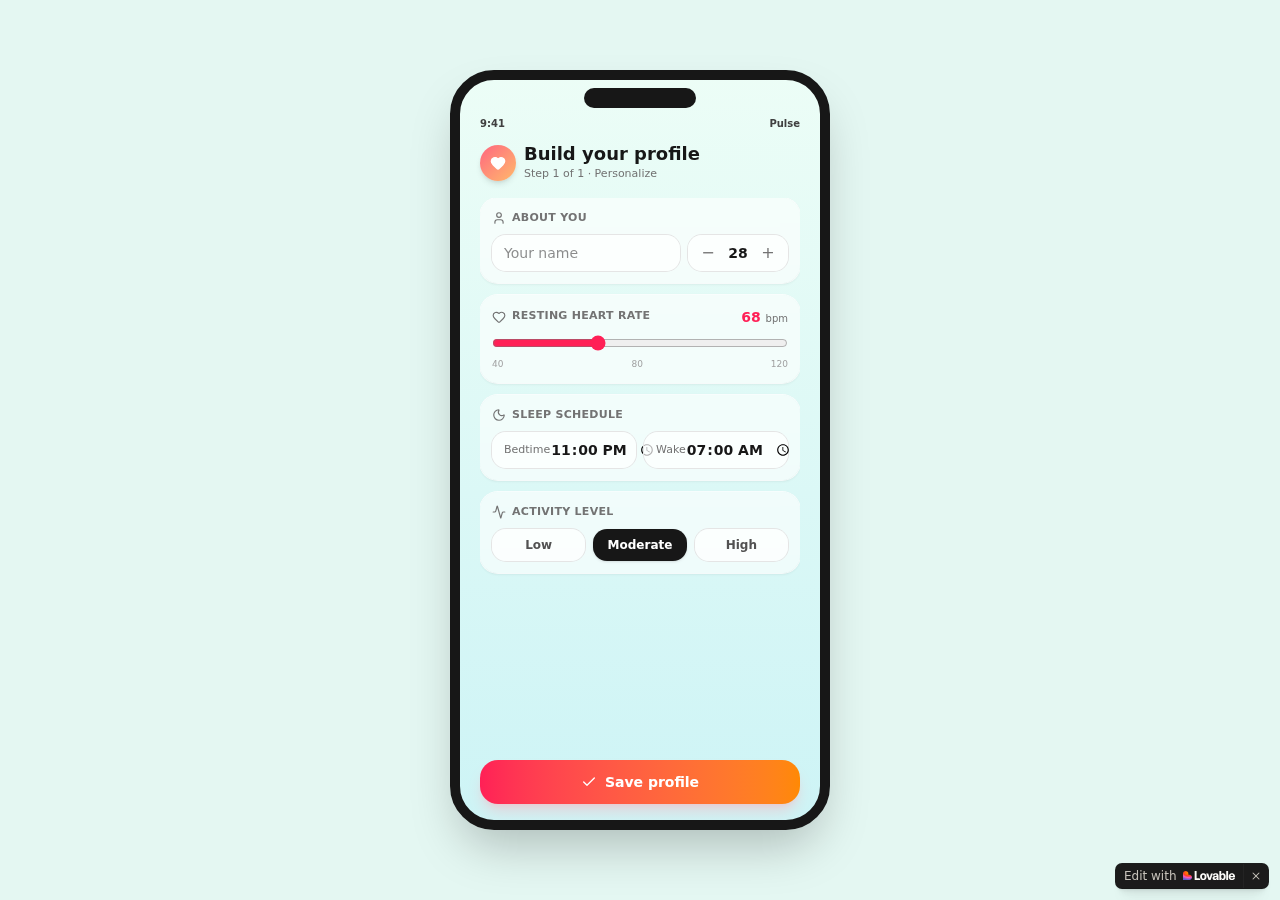 9:41 Pulse
Build your profile
Step 1 of 1 · Personalize
ABOUT YOU
Your name − 28 +
RESTING HEART RATE 68 bpm
40 80 120
SLEEP SCHEDULE
Bedtime 11:00 PM Wake 07:00 AM
ACTIVITY LEVEL
Low Moderate High
Save profile
Edit with Lovable ×